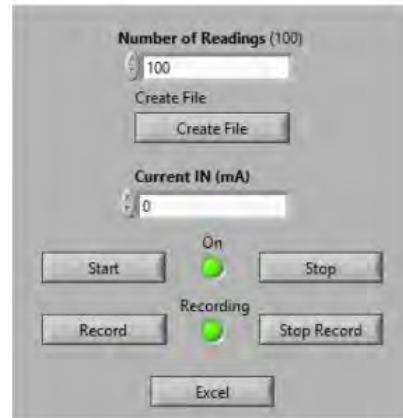 Number of Readings (100)
100
Create File
Create File
Current IN (mA)
0
On
Start Stop
Recording
Record Stop Record
Excel